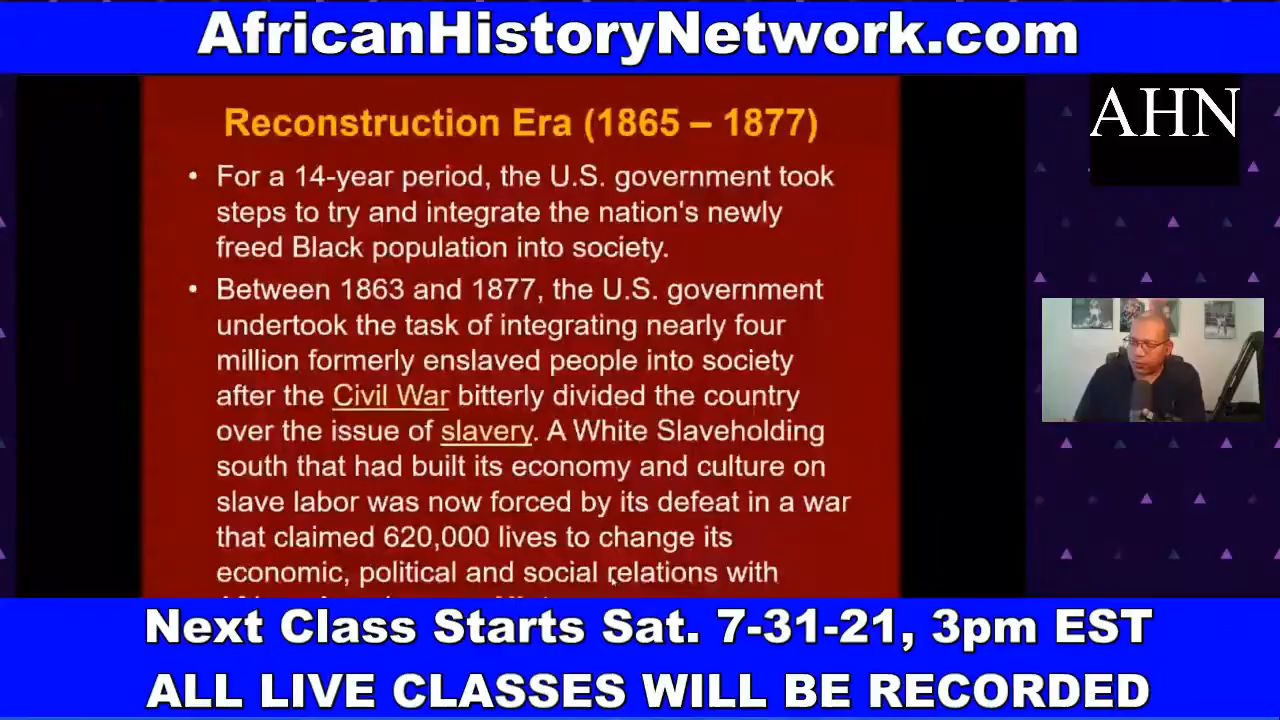 AfricanHistoryNetwork.com
AHN
Reconstruction Era (1865 – 1877)
• For a 14-year period, the U.S. government took
steps to try and integrate the nation's newly
freed Black population into society.
• Between 1863 and 1877, the U.S. government
undertook the task of integrating nearly four
million formerly enslaved people into society
after the Civil War bitterly divided the country
over the issue of slavery. A White Slaveholding
south that had built its economy and culture on
slave labor was now forced by its defeat in a war
that claimed 620,000 lives to change its
economic, political and social relations with
Next Class Starts Sat. 7-31-21, 3pm EST
ALL LIVE CLASSES WILL BE RECORDED